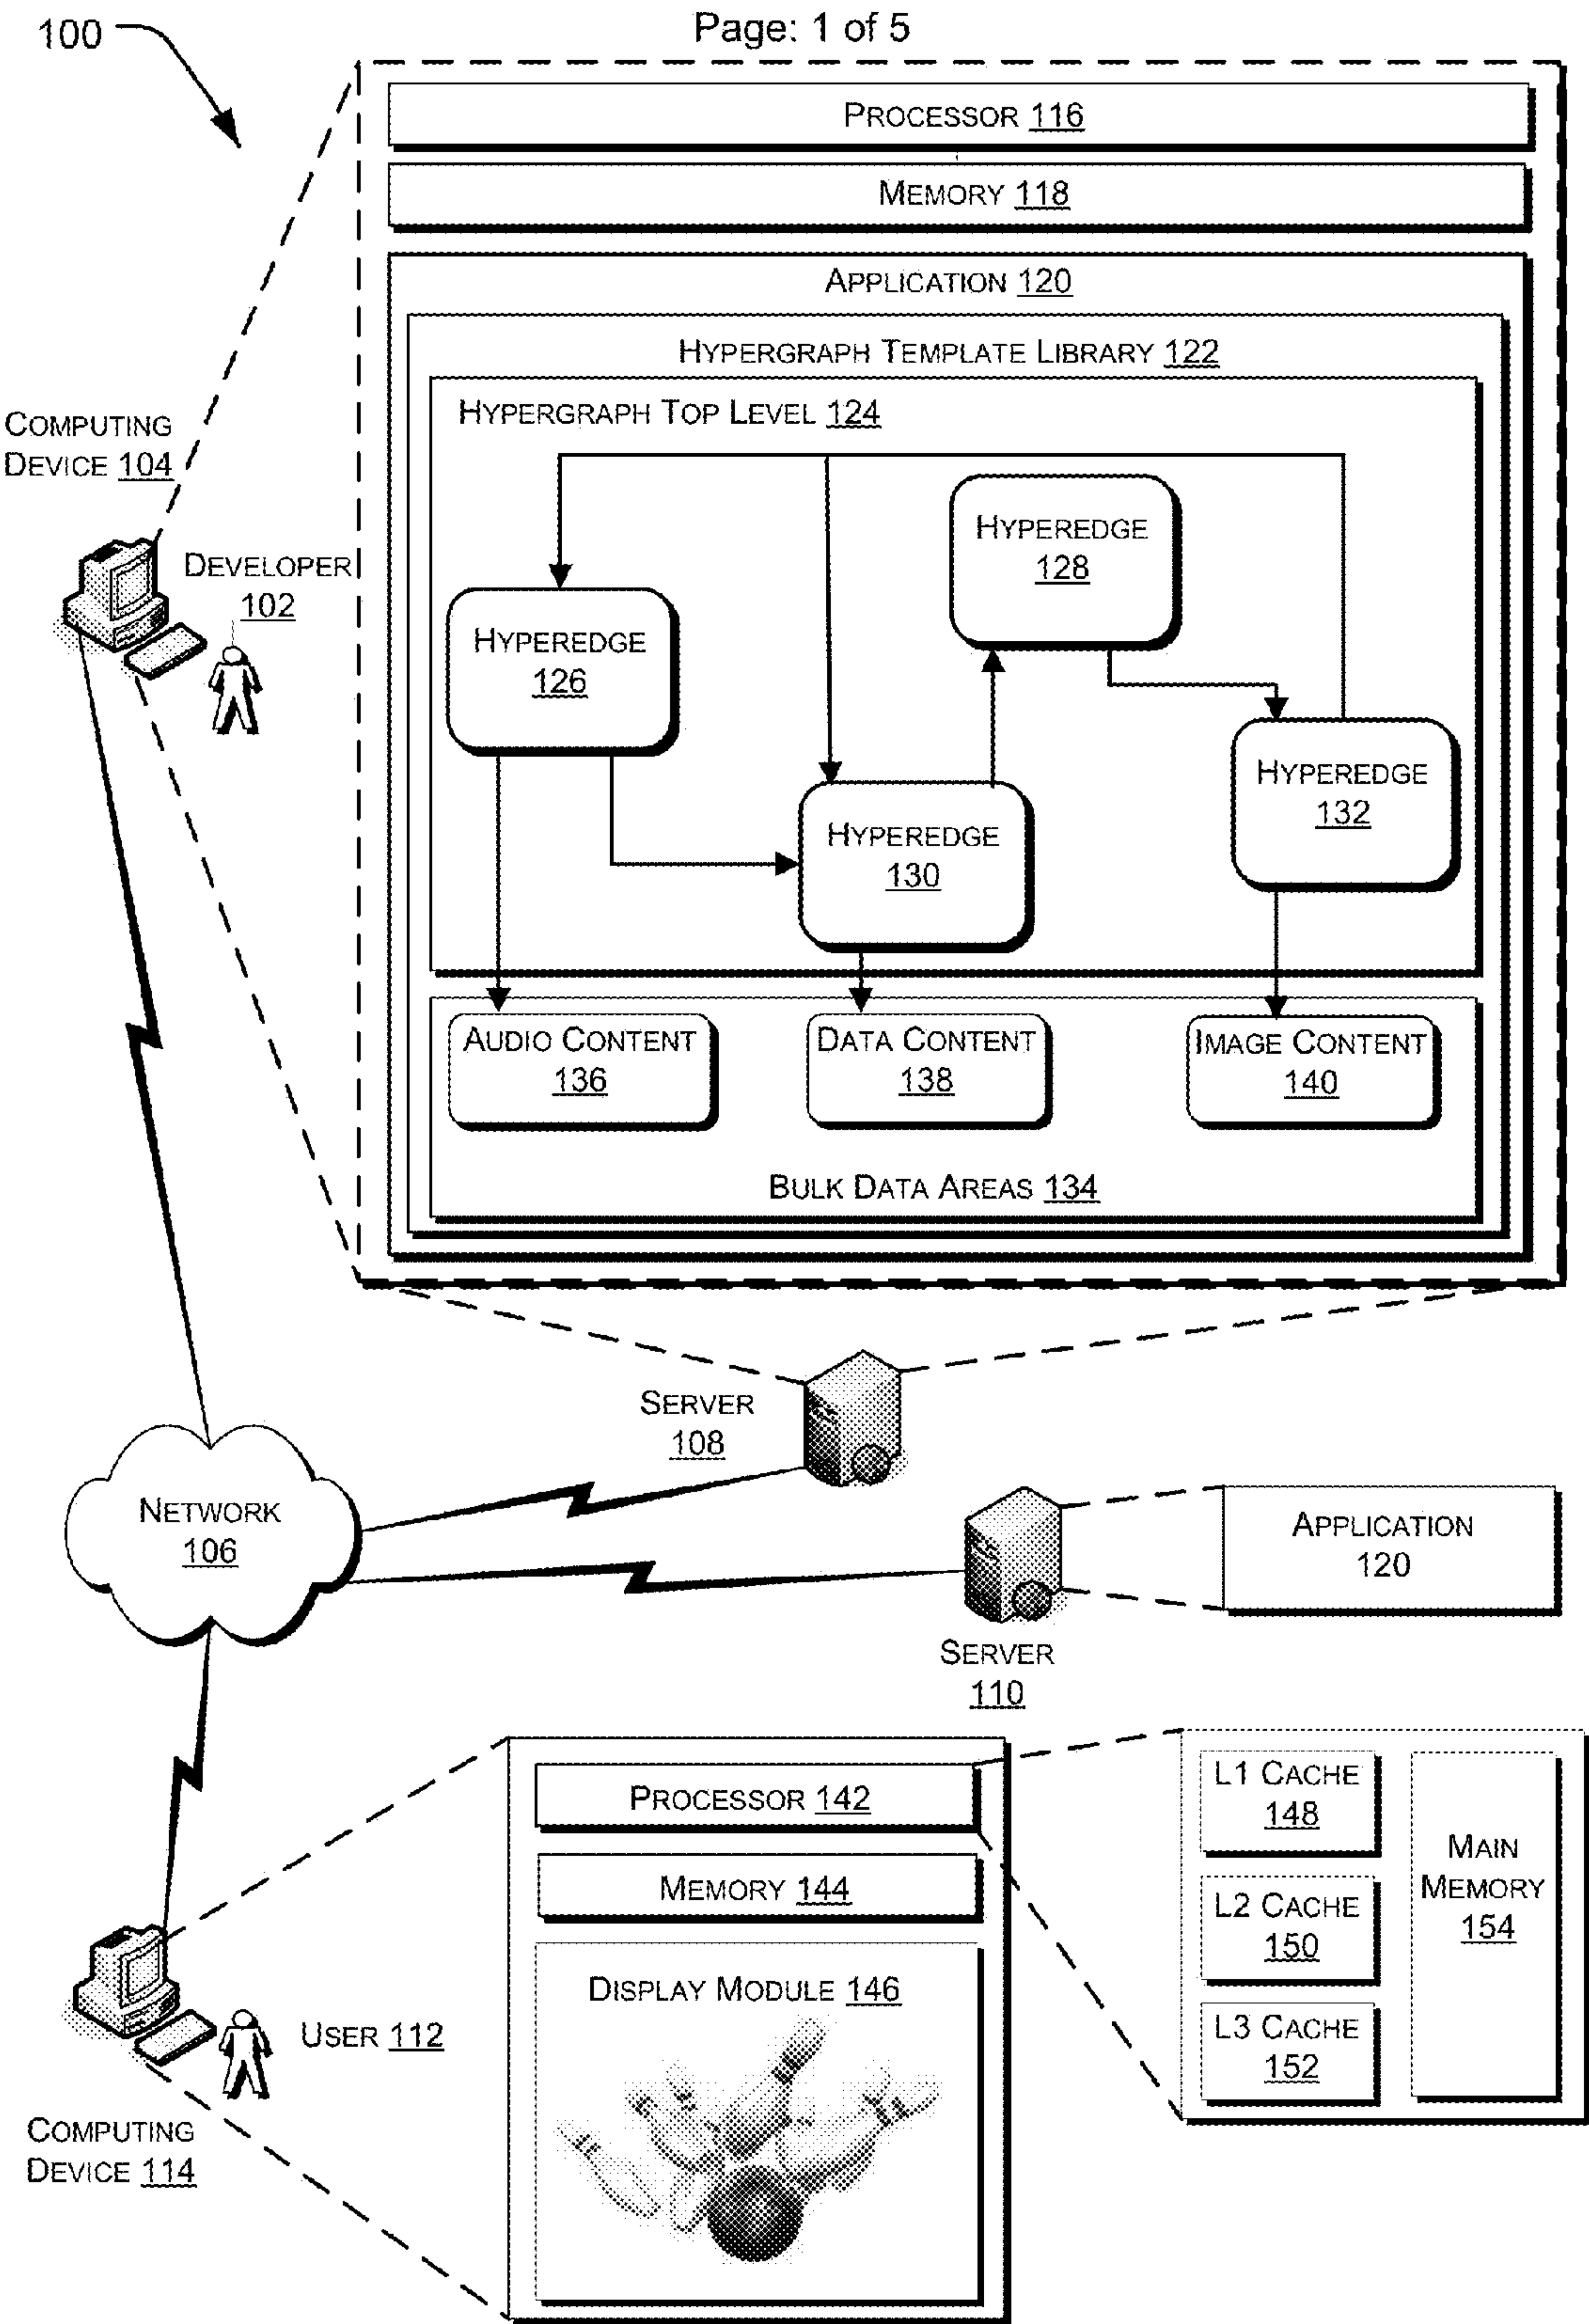 Page: 1 of 5
100
PROCESSOR 116
MEMORY 118
APPLICATION 120
HYPERGRAPH TEMPLATE LIBRARY 122
HYPERGRAPH TOP LEVEL 124
COMPUTING
DEVICE 104
DEVELOPER
102
HYPEREDGE
128
HYPEREDGE
126
HYPEREDGE
132
HYPEREDGE
130
AUDIO CONTENT
136
DATA CONTENT
138
IMAGE CONTENT
140
BULK DATA AREAS 134
SERVER
108
NETWORK
106
APPLICATION
120
SERVER
110
PROCESSOR 142
MEMORY 144
DISPLAY MODULE 146
L1 CACHE
148
L2 CACHE
150
L3 CACHE
152
MAIN
MEMORY
154
USER 112
COMPUTING
DEVICE 114